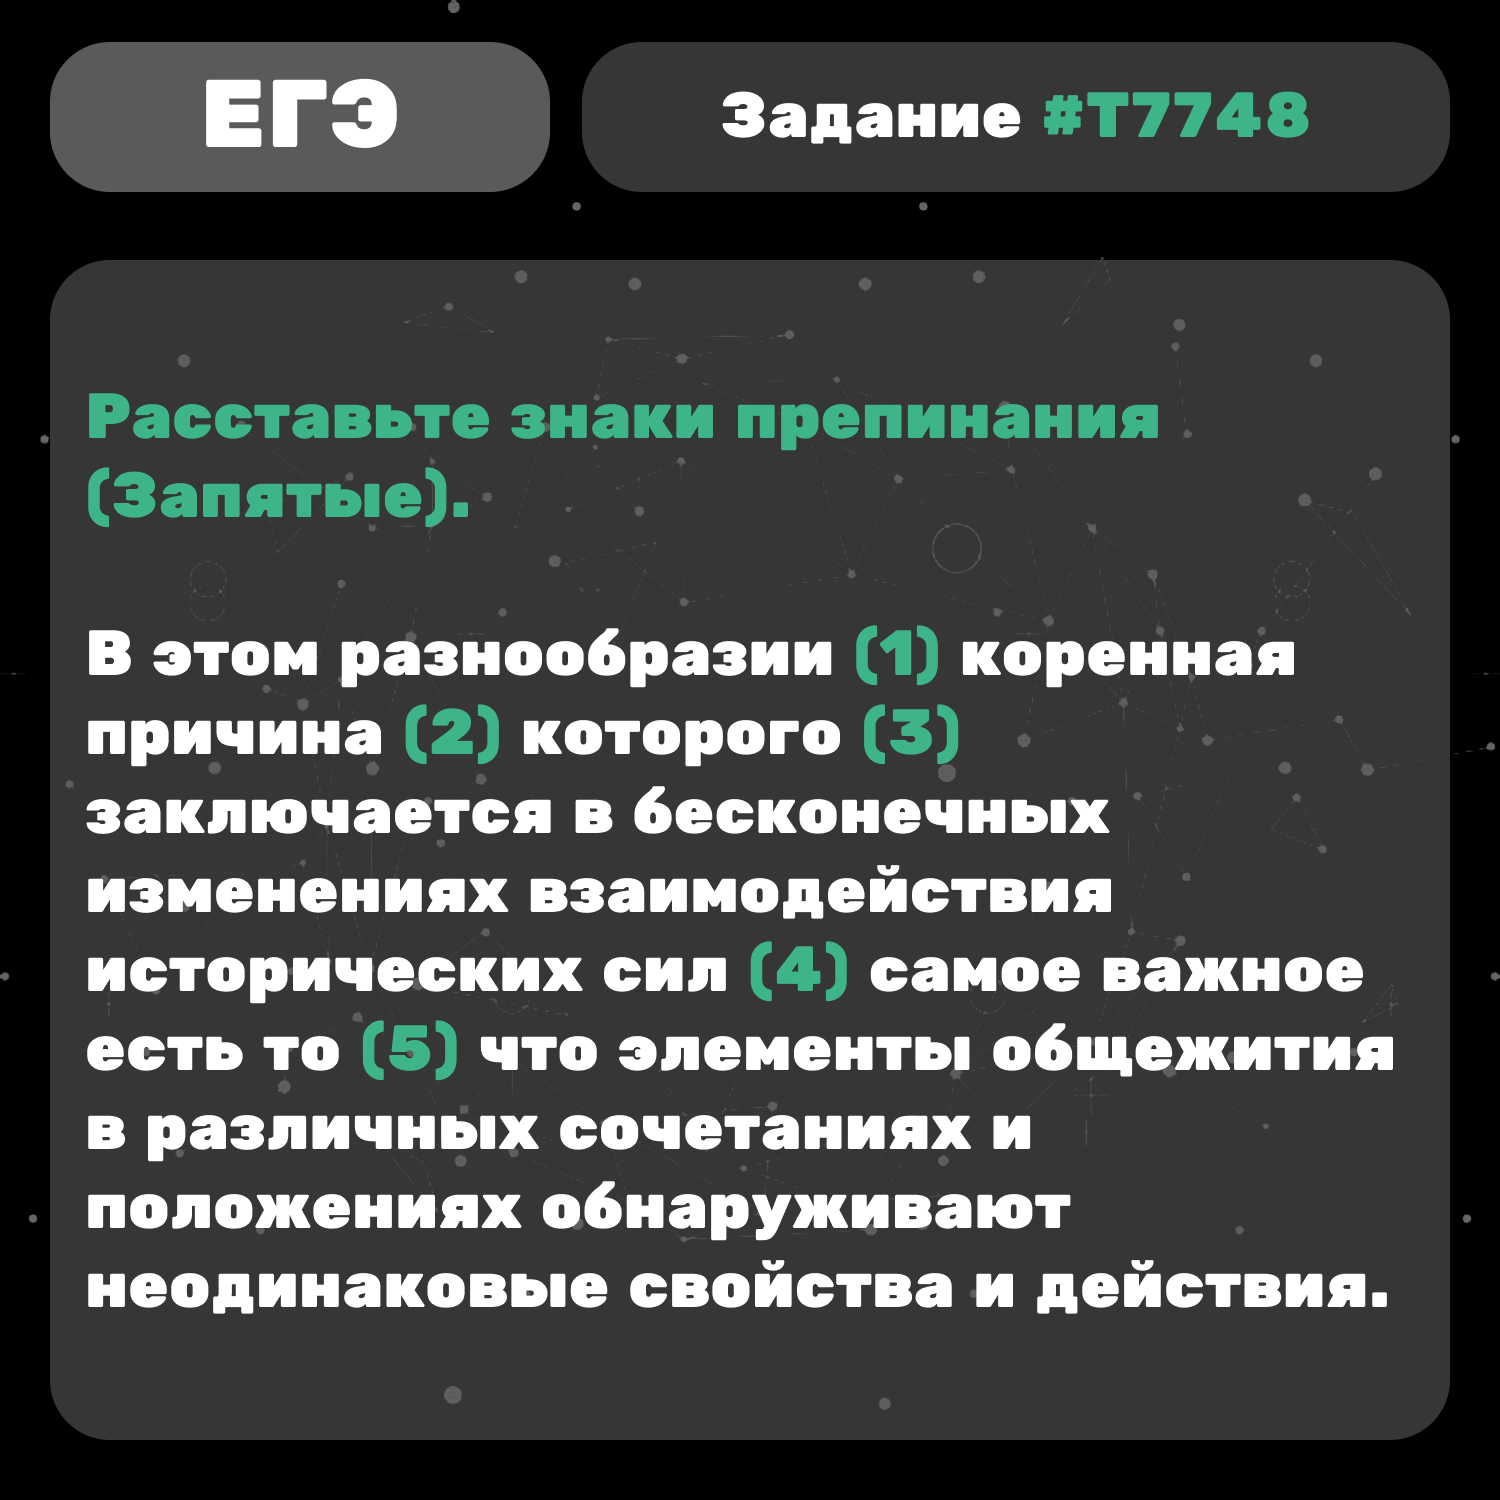 ЕГЭ
Задание #Т7748
Расставьте знаки препинания
(Запятые).
В этом разнообразии (1) коренная
причина (2) которого (3)
заключается в бесконечных
изменениях взаимодействия
исторических сил (4) самое важное
есть то (5) что элементы общежития
в различных сочетаниях и
положениях обнаруживают
неодинаковые свойства и действия.